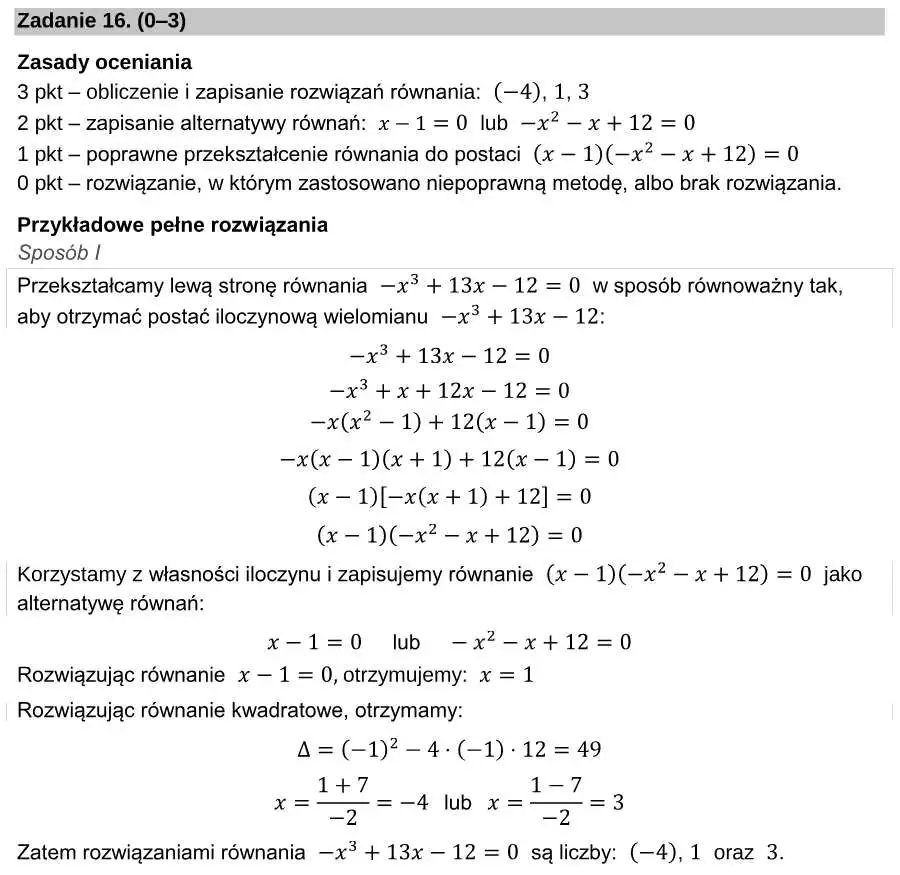 Zadanie 16. (0–3)
Zasady oceniania
3 pkt – obliczenie i zapisanie rozwiązań równania: (−4), 1, 3
2 pkt – zapisanie alternatywy równań: x − 1 = 0 lub −x² − x + 12 = 0
1 pkt – poprawne przekształcenie równania do postaci (x − 1)(−x² − x + 12) = 0
0 pkt – rozwiązanie, w którym zastosowano niepoprawną metodę, albo brak rozwiązania.
Przykładowe pełne rozwiązania
Sposób I
Przekształcamy lewą stronę równania −x³ + 13x − 12 = 0 w sposób równoważny tak,
aby otrzymać postać iloczynową wielomianu −x³ + 13x − 12:
−x³ + 13x − 12 = 0
−x³ + x + 12x − 12 = 0
−x(x² − 1) + 12(x − 1) = 0
−x(x − 1)(x + 1) + 12(x − 1) = 0
(x − 1)[−x(x + 1) + 12] = 0
(x − 1)(−x² − x + 12) = 0
Korzystamy z własności iloczynu i zapisujemy równanie (x − 1)(−x² − x + 12) = 0 jako
alternatywę równań:
x − 1 = 0 lub − x² − x + 12 = 0
Rozwiązując równanie x − 1 = 0, otrzymujemy: x = 1
Rozwiązując równanie kwadratowe, otrzymamy:
Δ = (−1)² − 4 · (−1) · 12 = 49
x = (1 + 7)/(−2) = −4 lub x = (1 − 7)/(−2) = 3
Zatem rozwiązaniami równania −x³ + 13x − 12 = 0 są liczby: (−4), 1 oraz 3.